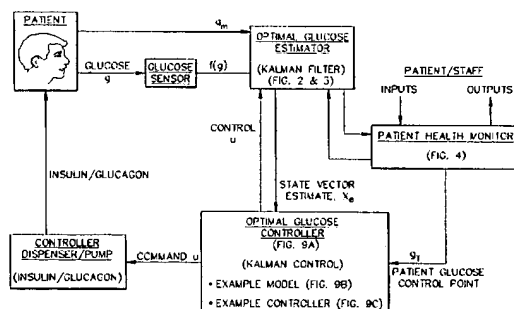 PATIENT
g_m
GLUCOSE
g
GLUCOSE
SENSOR
f(g)
OPTIMAL GLUCOSE
ESTIMATOR
(KALMAN FILTER)
(FIG. 2 & 3)
PATIENT/STAFF
INPUTS
OUTPUTS
PATIENT HEALTH MONITOR
(FIG. 4)
CONTROL
u
INSULIN/GLUCAGON
STATE VECTOR
ESTIMATE, X_e
OPTIMAL GLUCOSE
CONTROLLER
(FIG. 9A)
(KALMAN CONTROL)
• EXAMPLE MODEL (FIG. 9B)
• EXAMPLE CONTROLLER (FIG. 9C)
g_T
PATIENT GLUCOSE
CONTROL POINT
COMMAND u
CONTROLLER
DISPENSER/PUMP
(INSULIN/GLUCAGON)